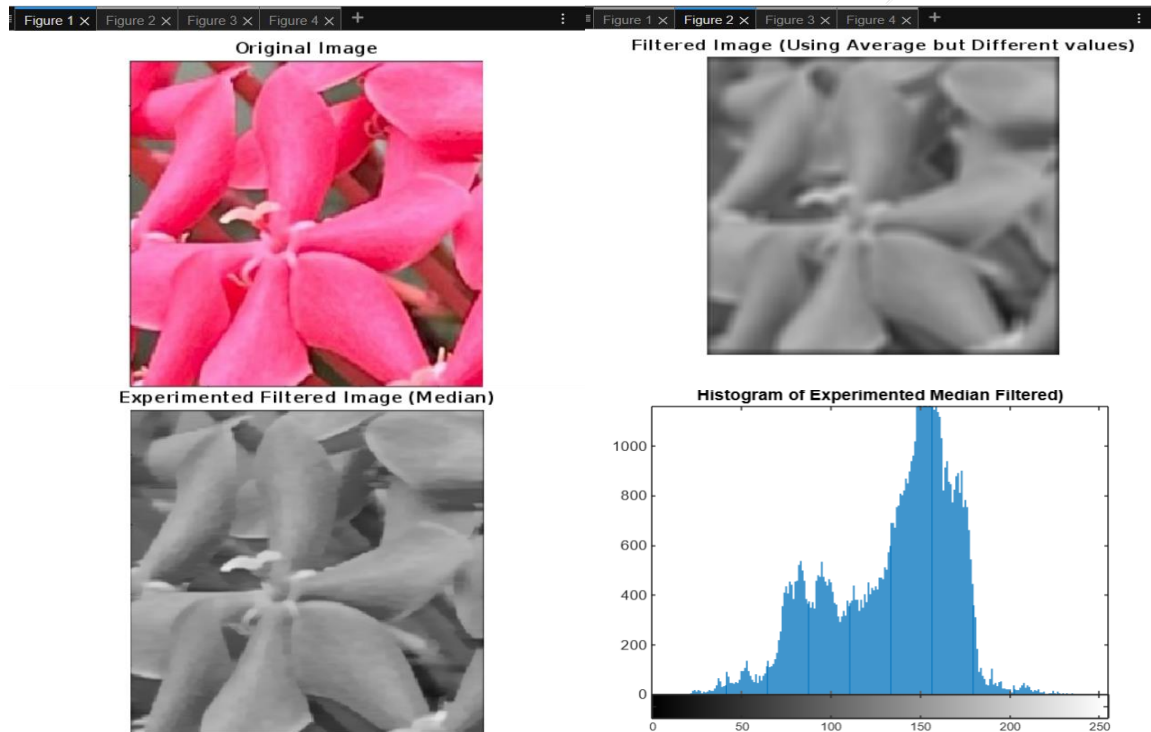 Figure 1 × Figure 2 × Figure 3 × Figure 4 × +
Original Image
Experimented Filtered Image (Median)
Figure 1 × Figure 2 × Figure 3 × Figure 4 × +
Filtered Image (Using Average but Different values)
Histogram of Experimented Median Filtered)
1000
800
600
400
200
0
0 50 100 150 200 250